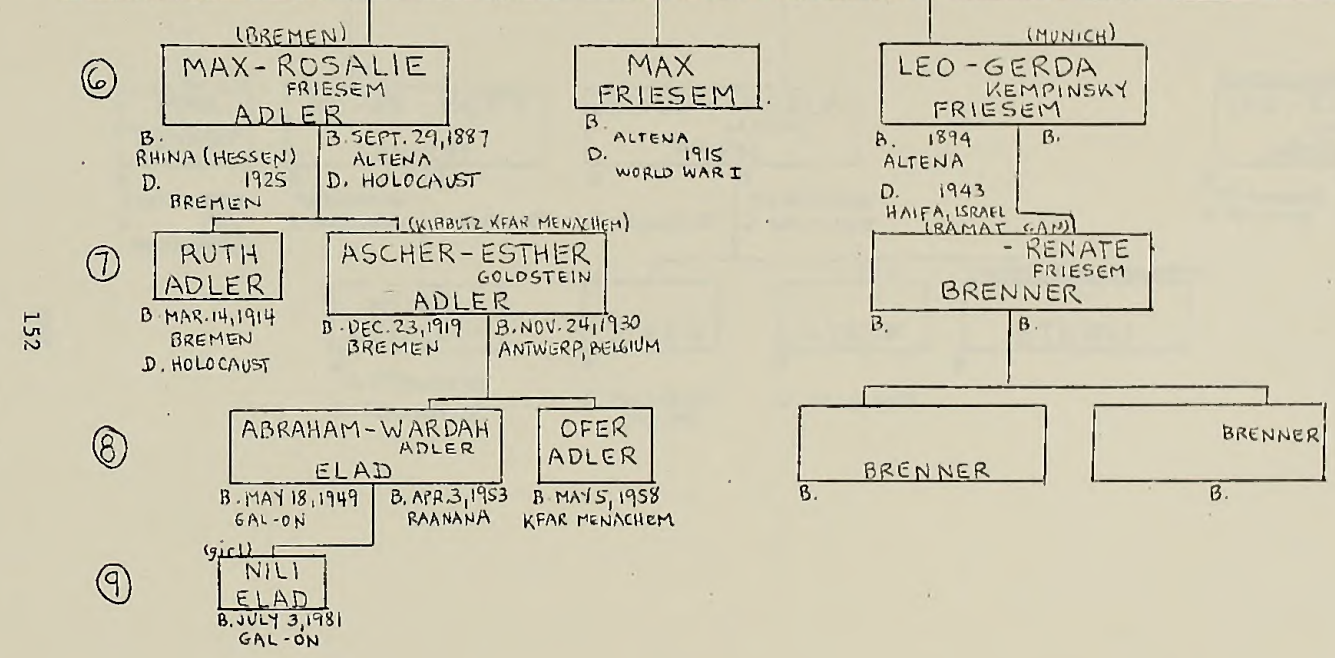 (BREMEN)
MAX-ROSALIE
FRIESEM
ADLER
B.
RHINA (HESSEN)
D. 1925
BREMEN
B. SEPT. 29, 1887
ALTENA
D. HOLOCAUST
MAX
FRIESEM
B.
ALTENA
D. 1915
WORLD WAR I
(MUNICH)
LEO-GERDA
KEMPINSKY
FRIESEM
B. 1894
ALTENA
D. 1943
HAIFA, ISRAEL
B.
6
7
RUTH
ADLER
B. MAR. 14, 1914
BREMEN
D. HOLOCAUST
(KIBBUTZ KFAR MENACHEM)
ASCHER-ESTHER
GOLDSTEIN
ADLER
B. DEC. 23, 1919
BREMEN
B. NOV. 24, 1930
ANTWERP, BELGIUM
(RAMAT GAN)
- RENATE
FRIESEM
BRENNER
B.
B.
152
8
ABRAHAM-WARDAH
ADLER
ELAD
B. MAY 18, 1949
GAL-ON
B. APR. 3, 1953
RAANANA
OFER
ADLER
B. MAY 5, 1958
KFAR MENACHEM
BRENNER
B.
BRENNER
B.
9
(girl)
NILI
ELAD
B. JULY 3, 1981
GAL-ON